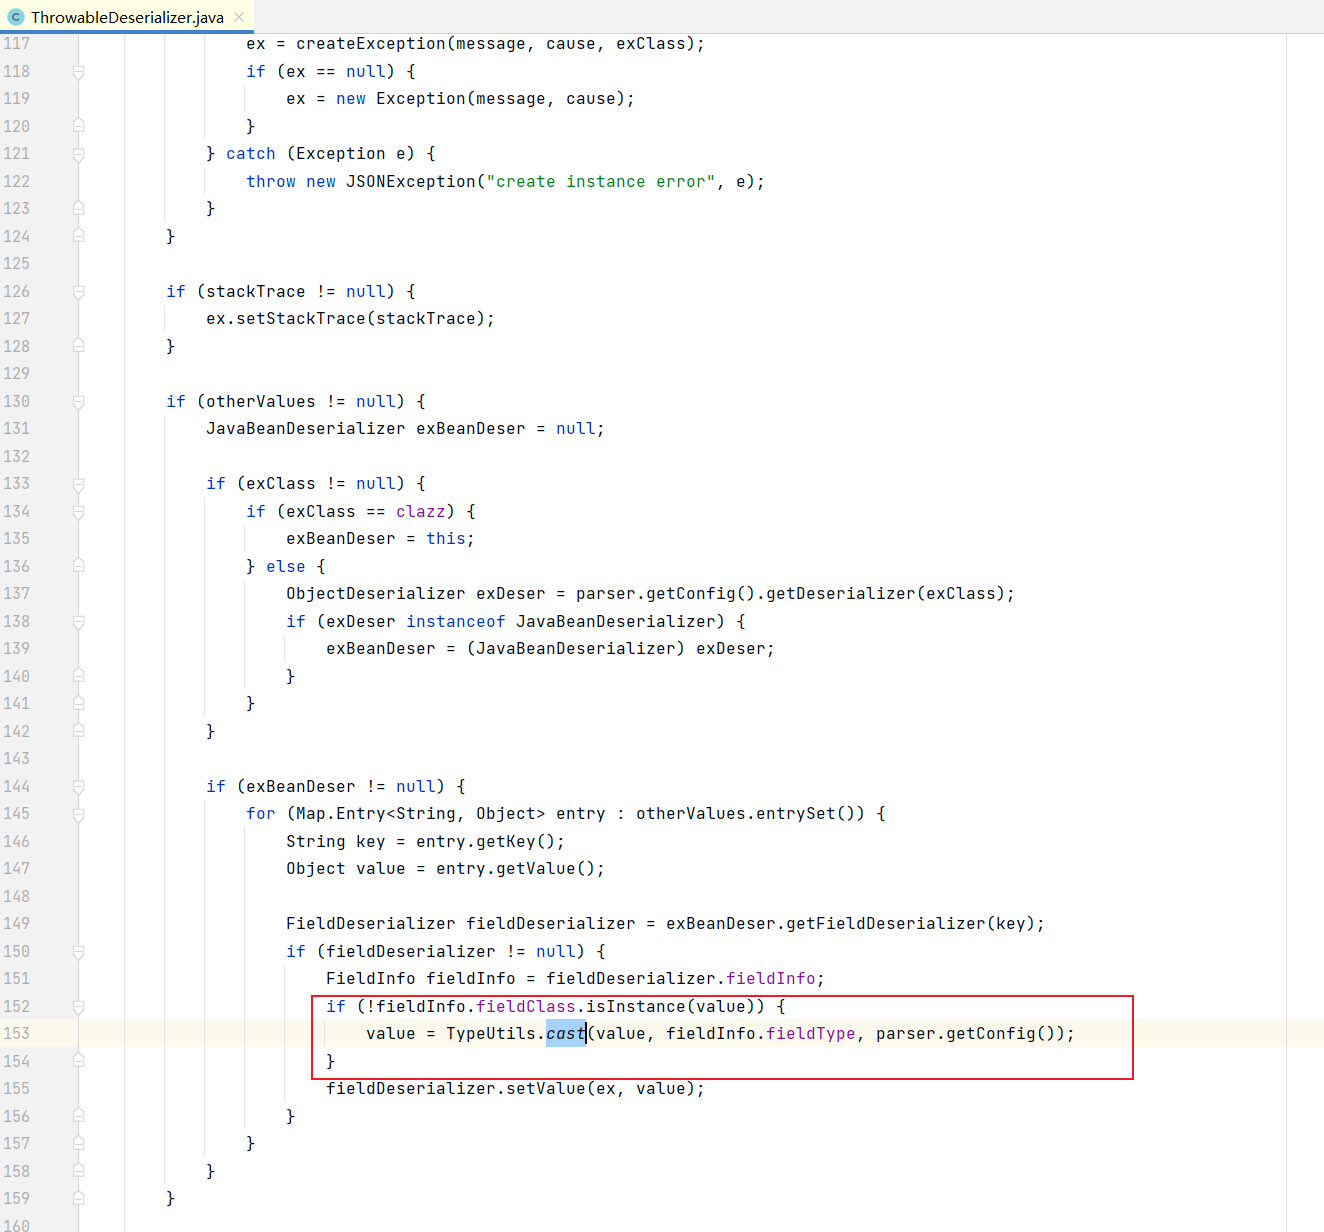 ThrowableDeserializer.java
117 ex = createException(message, cause, exClass);
118 if (ex == null) {
119 ex = new Exception(message, cause);
120 }
121 } catch (Exception e) {
122 throw new JSONException("create instance error", e);
123 }
124 }
125
126 if (stackTrace != null) {
127 ex.setStackTrace(stackTrace);
128 }
129
130 if (otherValues != null) {
131 JavaBeanDeserializer exBeanDeser = null;
132
133 if (exClass != null) {
134 if (exClass == clazz) {
135 exBeanDeser = this;
136 } else {
137 ObjectDeserializer exDeser = parser.getConfig().getDeserializer(exClass);
138 if (exDeser instanceof JavaBeanDeserializer) {
139 exBeanDeser = (JavaBeanDeserializer) exDeser;
140 }
141 }
142 }
143
144 if (exBeanDeser != null) {
145 for (Map.Entry<String, Object> entry : otherValues.entrySet()) {
146 String key = entry.getKey();
147 Object value = entry.getValue();
148
149 FieldDeserializer fieldDeserializer = exBeanDeser.getFieldDeserializer(key);
150 if (fieldDeserializer != null) {
151 FieldInfo fieldInfo = fieldDeserializer.fieldInfo;
152 if (!fieldInfo.fieldClass.isInstance(value)) {
153 value = TypeUtils.cast(value, fieldInfo.fieldType, parser.getConfig());
154 }
155 fieldDeserializer.setValue(ex, value);
156 }
157 }
158 }
159 }
160